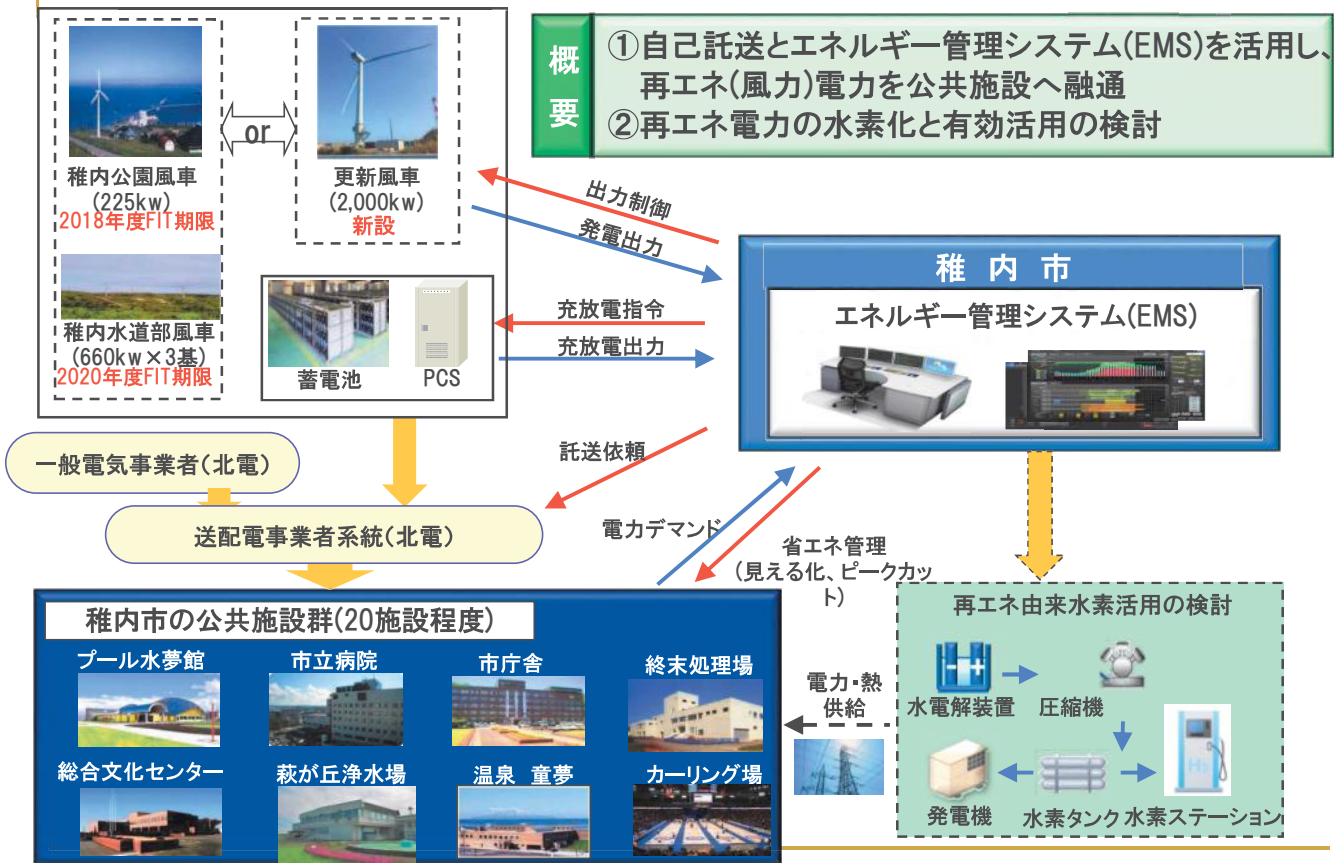 概
要
①自己託送とエネルギー管理システム(EMS)を活用し、
再エネ(風力)電力を公共施設へ融通
②再エネ電力の水素化と有効活用の検討
or
稚内公園風車
(225kw)
2018年度FIT期限
更新風車
(2,000kw)
新設
稚内水道部風車
(660kw×3基)
2020年度FIT期限
蓄電池
PCS
出力制御
発電出力
充放電指令
充放電出力
稚内市
エネルギー管理システム(EMS)
一般電気事業者(北電)
送配電事業者系統(北電)
託送依頼
電力デマンド
省エネ管理
(見える化、ピークカッ
ト)
稚内市の公共施設群(20施設程度)
プール水夢館
市立病院
市庁舎
終末処理場
総合文化センター
萩が丘浄水場
温泉 童夢
カーリング場
電力・熱
供給
再エネ由来水素活用の検討
水電解装置
圧縮機
発電機
水素タンク
水素ステーション
H2